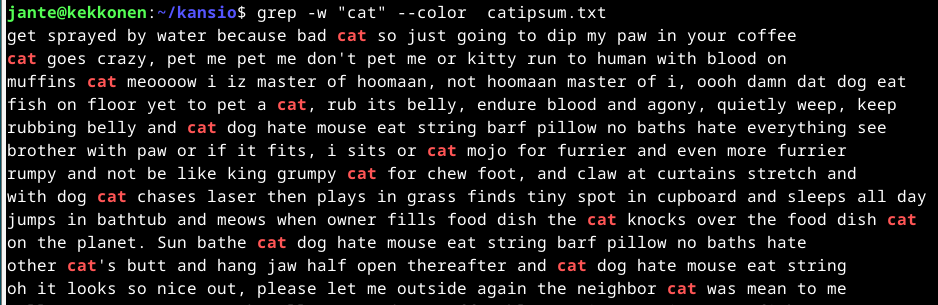 jante@kekkonen:~/kansio$ grep -w "cat" --color  catipsum.txt
get sprayed by water because bad cat so just going to dip my paw in your coffee
cat goes crazy, pet me pet me don't pet me or kitty run to human with blood on
muffins cat meoooow i iz master of hoomaan, not hoomaan master of i, oooh damn dat dog eat
fish on floor yet to pet a cat, rub its belly, endure blood and agony, quietly weep, keep
rubbing belly and cat dog hate mouse eat string barf pillow no baths hate everything see
brother with paw or if it fits, i sits or cat mojo for furrier and even more furrier
rumpy and not be like king grumpy cat for chew foot, and claw at curtains stretch and
with dog cat chases laser then plays in grass finds tiny spot in cupboard and sleeps all day
jumps in bathtub and meows when owner fills food dish the cat knocks over the food dish cat
on the planet. Sun bathe cat dog hate mouse eat string barf pillow no baths hate
other cat's butt and hang jaw half open thereafter and cat dog hate mouse eat string
oh it looks so nice out, please let me outside again the neighbor cat was mean to me